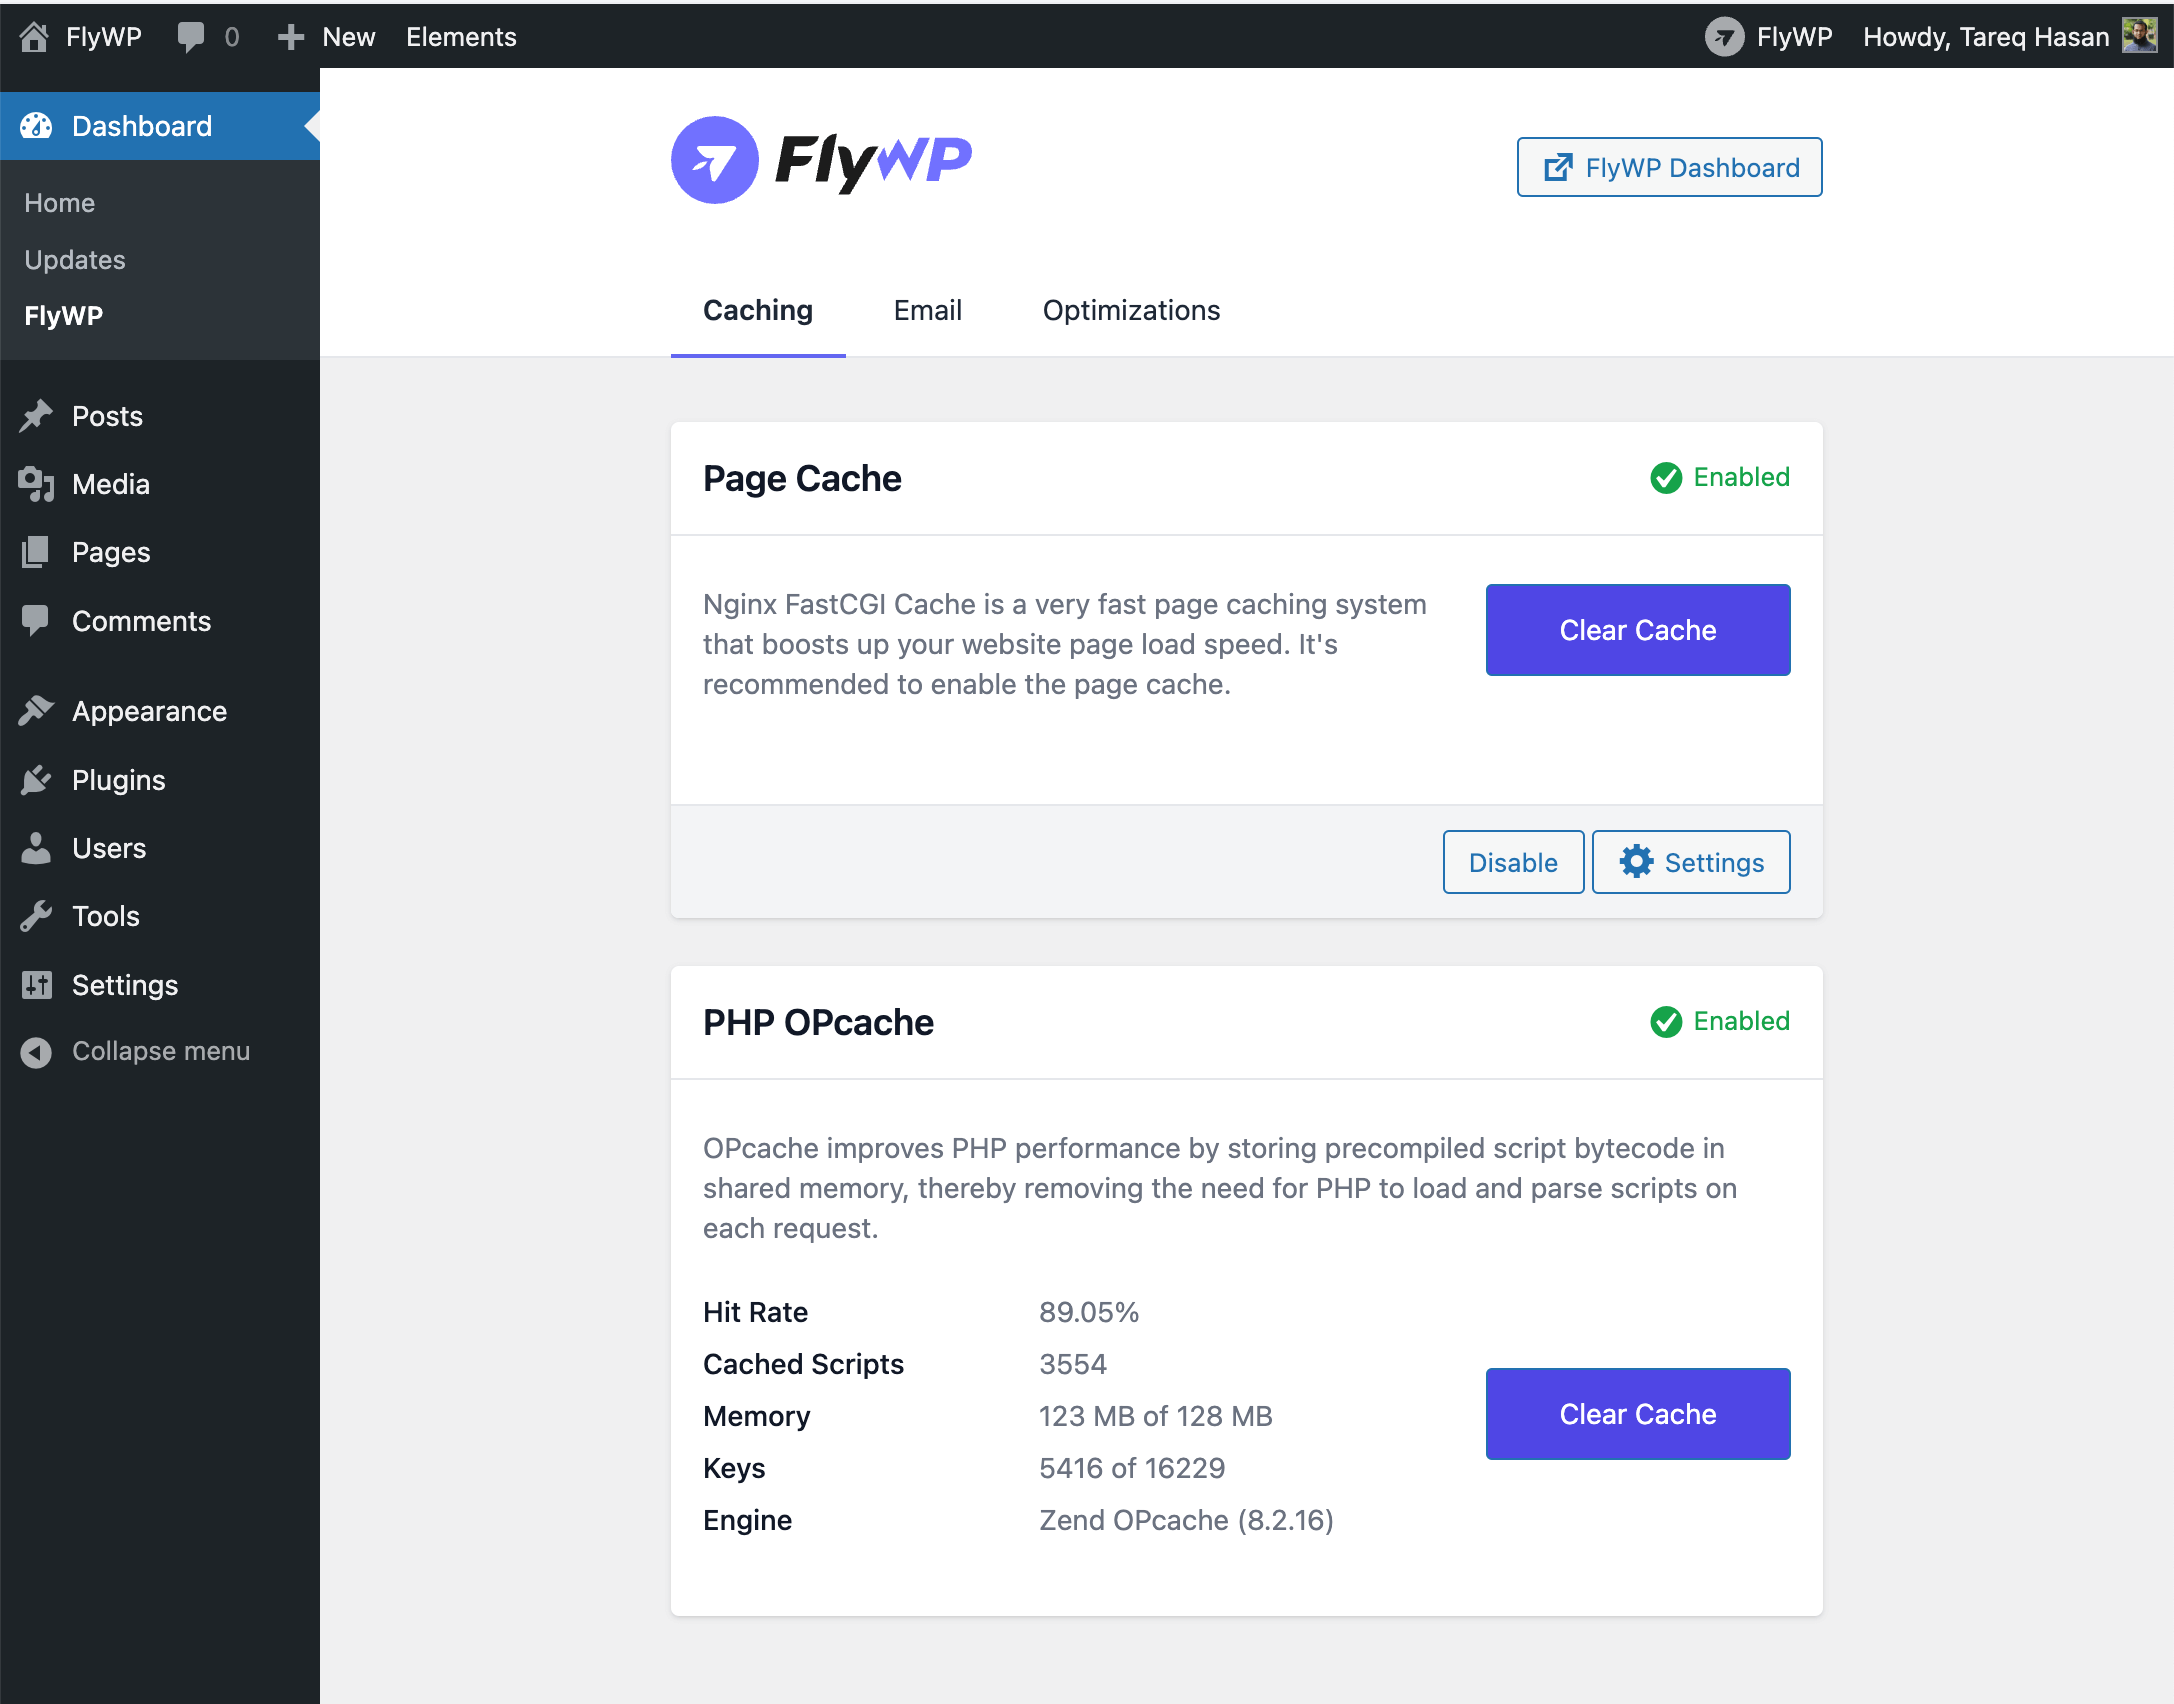 FlyWP 0 New Elements FlyWP Howdy, Tareq Hasan
Dashboard
Home
Updates
FlyWP
Posts
Media
Pages
Comments
Appearance
Plugins
Users
Tools
Settings
Collapse menu
FlyWP
FlyWP Dashboard
Caching Email Optimizations
Page Cache Enabled
Nginx FastCGI Cache is a very fast page caching system
that boosts up your website page load speed. It's
recommended to enable the page cache.
Clear Cache
Disable Settings
PHP OPcache Enabled
OPcache improves PHP performance by storing precompiled script bytecode in
shared memory, thereby removing the need for PHP to load and parse scripts on
each request.
Hit Rate 89.05%
Cached Scripts 3554
Memory 123 MB of 128 MB
Keys 5416 of 16229
Engine Zend OPcache (8.2.16)
Clear Cache